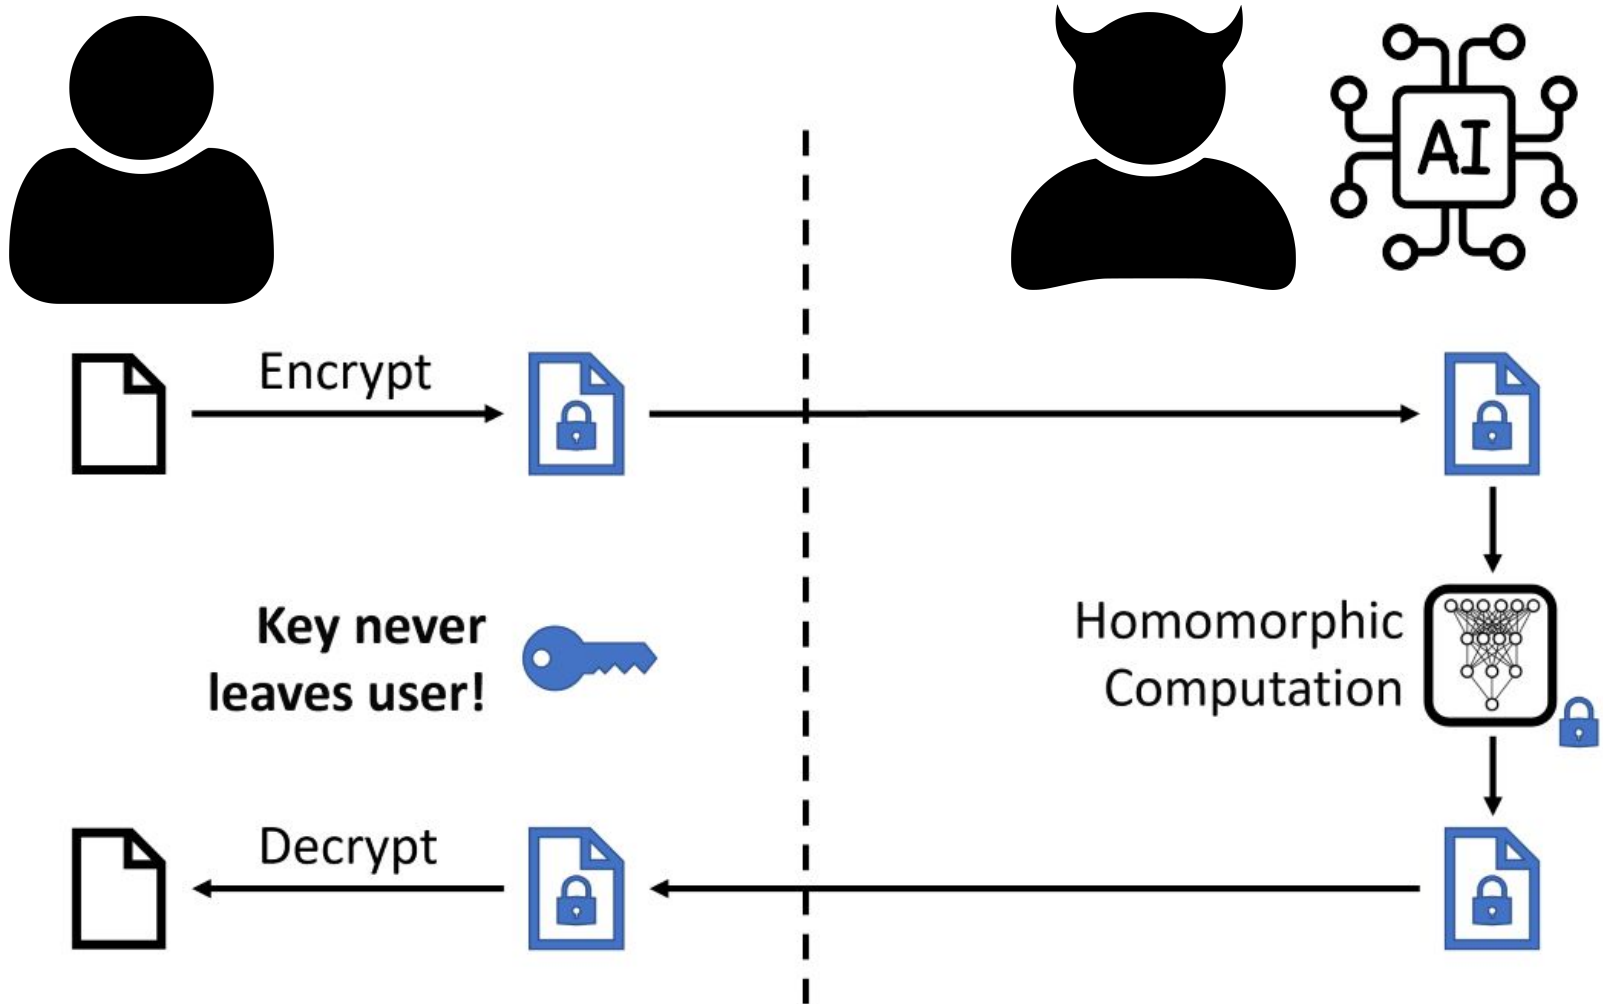 AI
Encrypt
Key never
leaves user!
Homomorphic
Computation
Decrypt